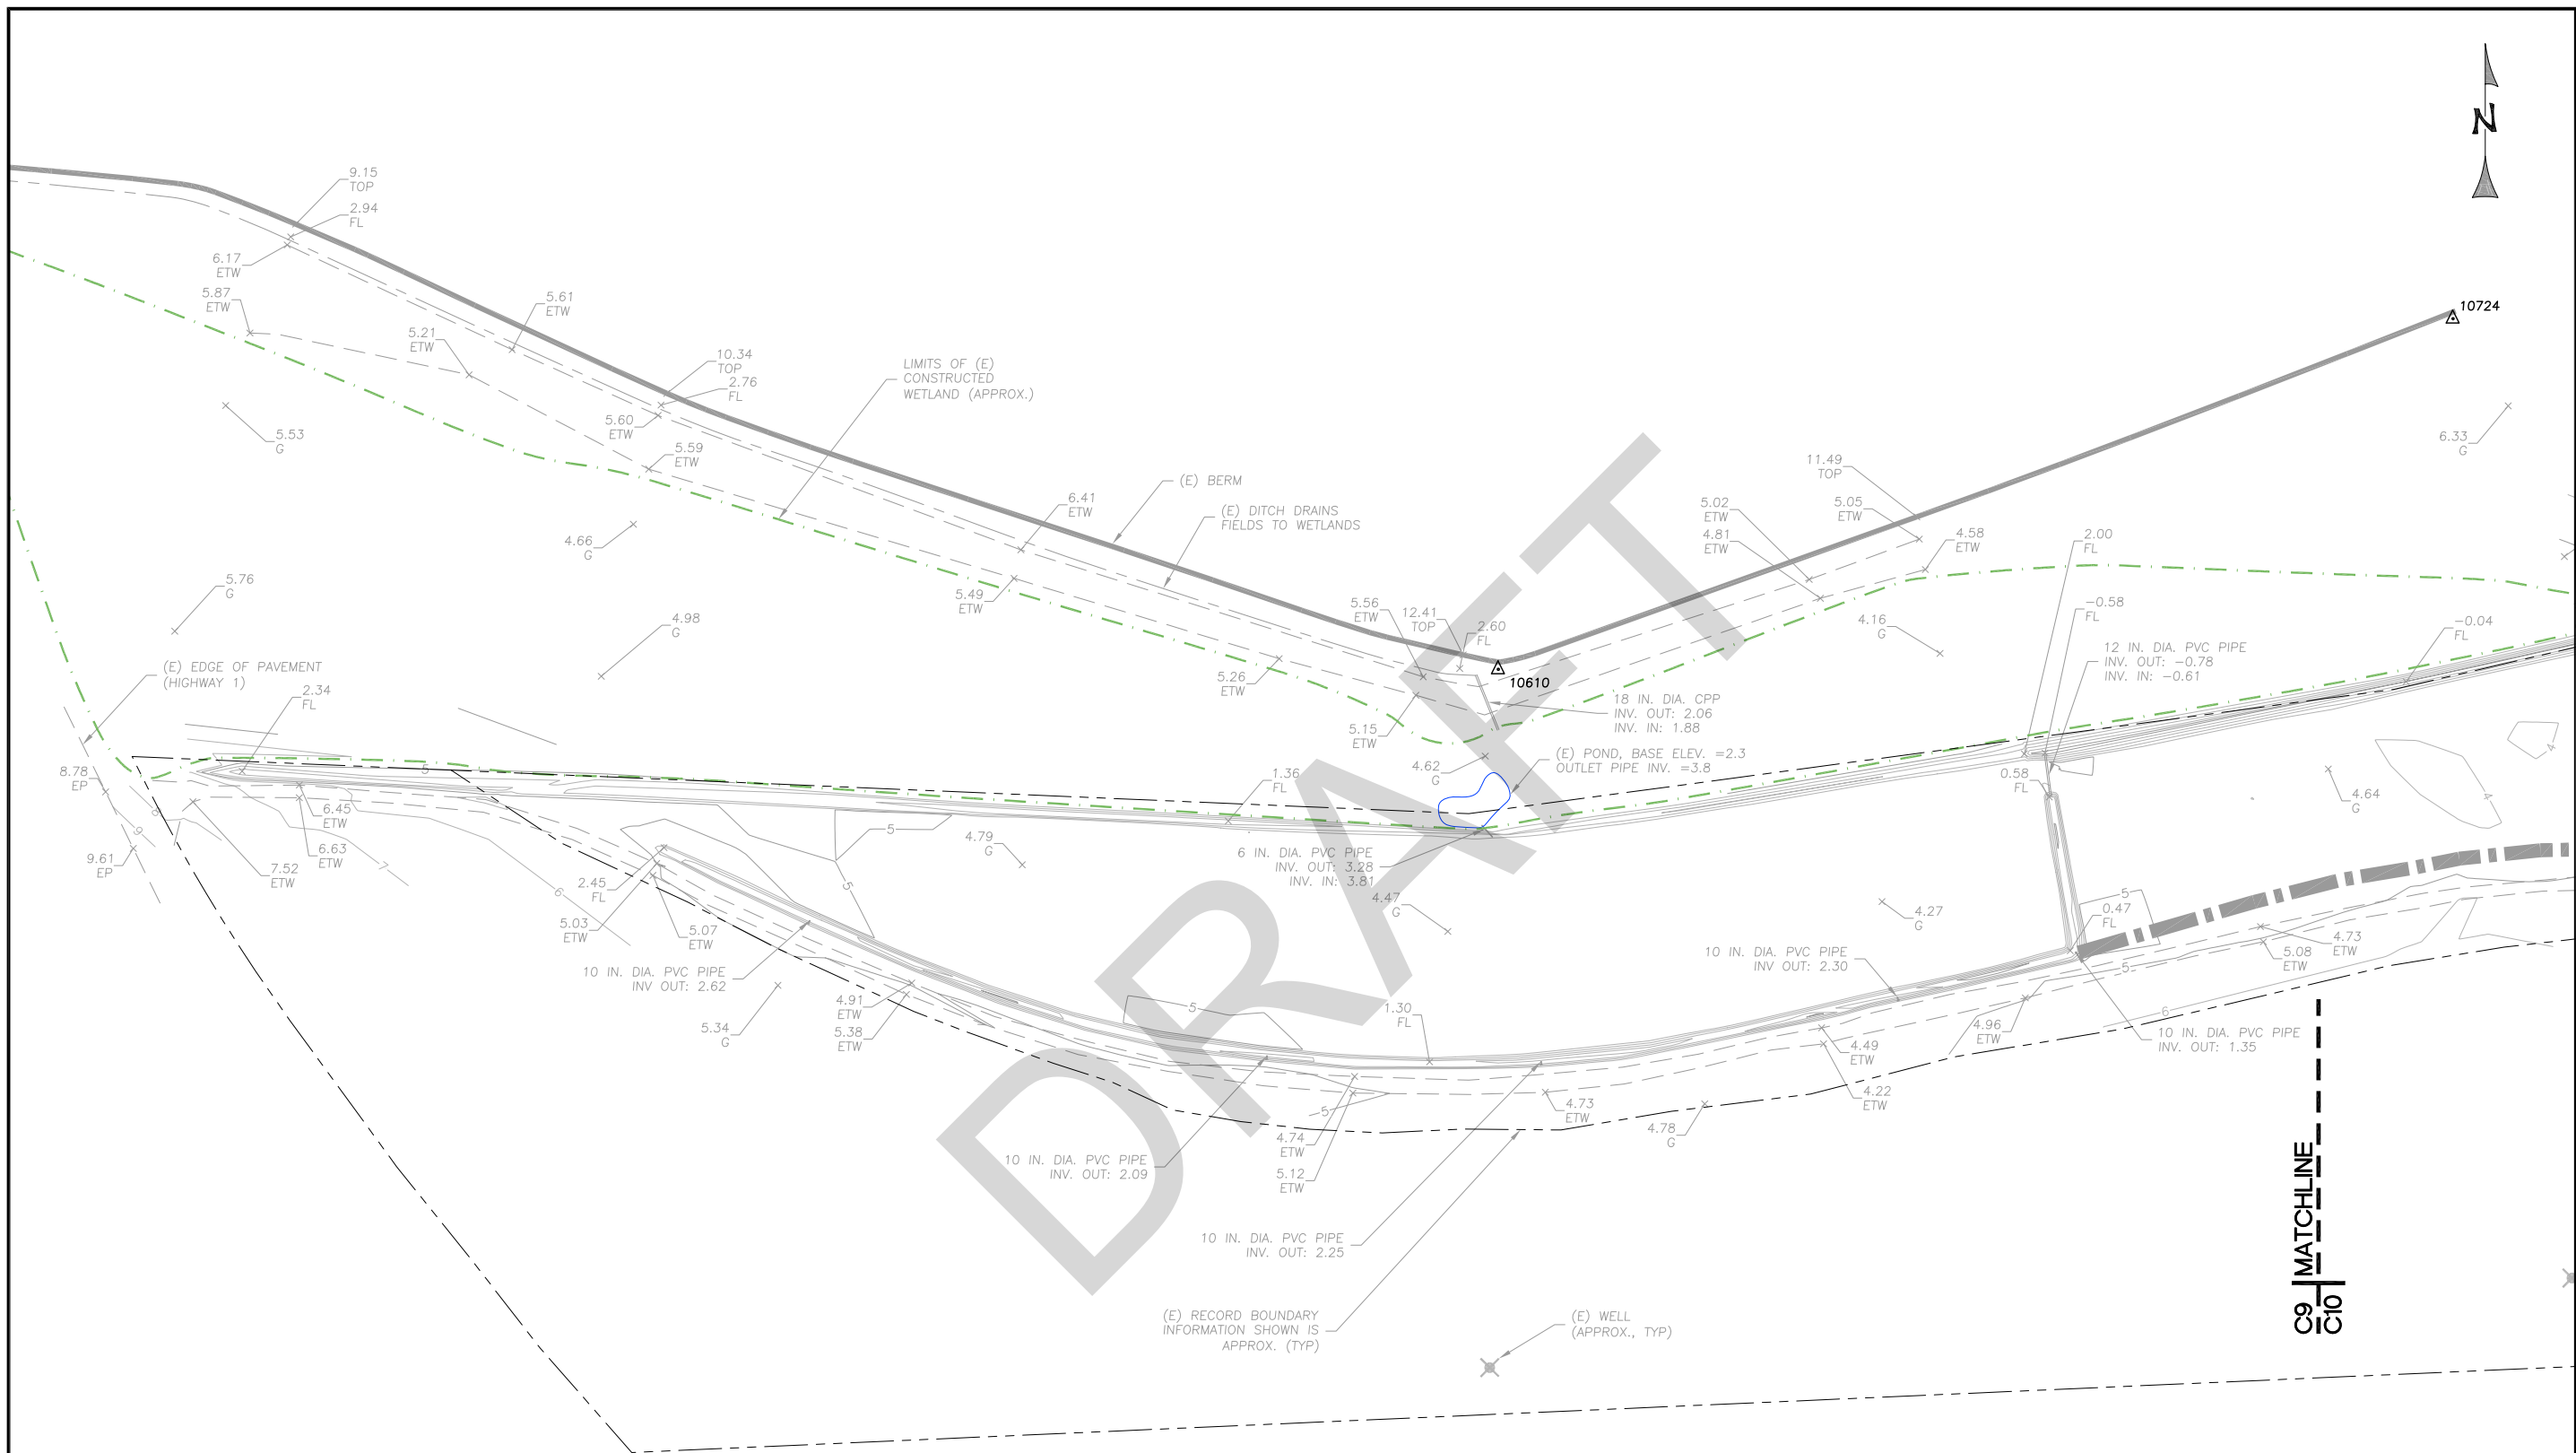 N
9.15
TOP
2.94
FL
6.17
ETW
5.87
ETW
5.61
ETW
5.21
ETW
10724
10.34
TOP
2.76
FL
LIMITS OF (E)
CONSTRUCTED
WETLAND (APPROX.)
5.60
ETW
5.53
G
5.59
ETW
6.33
G
11.49
TOP
(E) BERM
6.41
ETW
(E) DITCH DRAINS
FIELDS TO WETLANDS
5.02
ETW
5.05
ETW
4.81
ETW
4.58
ETW
2.00
FL
4.66
G
5.76
G
5.49
ETW
5.56
ETW
12.41
TOP
2.60
FL
-0.58
FL
4.16
G
-0.04
FL
4.98
G
12 IN. DIA. PVC PIPE
INV. OUT: -0.78
INV. IN: -0.61
(E) EDGE OF PAVEMENT
(HIGHWAY 1)
2.34
FL
5.26
ETW
10610
18 IN. DIA. CPP
INV. OUT: 2.06
INV. IN: 1.88
5.15
ETW
(E) POND, BASE ELEV. =2.3
OUTLET PIPE INV. =3.8
4
8.78
EP
5
4.62
G
1.36
FL
0.58
FL
4.64
G
4
8
9
6.45
ETW
6.63
ETW
7.52
ETW
9.61
EP
7
6
5
5
4.79
G
6 IN. DIA. PVC PIPE
INV. OUT: 3.28
INV. IN: 3.81
2.45
FL
5.03
ETW
5.07
ETW
4.47
G
4.27
G
5
0.47
FL
4.73
ETW
5.08
ETW
5
10 IN. DIA. PVC PIPE
INV OUT: 2.62
10 IN. DIA. PVC PIPE
INV OUT: 2.30
4.91
ETW
5.38
ETW
5.34
G
5
1.30
FL
6
4.96
ETW
4.49
ETW
10 IN. DIA. PVC PIPE
INV. OUT: 1.35
4.22
ETW
5
4.73
ETW
4.78
G
4.74
ETW
5.12
ETW
10 IN. DIA. PVC PIPE
INV. OUT: 2.09
10 IN. DIA. PVC PIPE
INV. OUT: 2.25
(E) RECORD BOUNDARY
INFORMATION SHOWN IS
APPROX. (TYP)
(E) WELL
(APPROX., TYP)
C9 MATCHLINE
C10
DRAFT